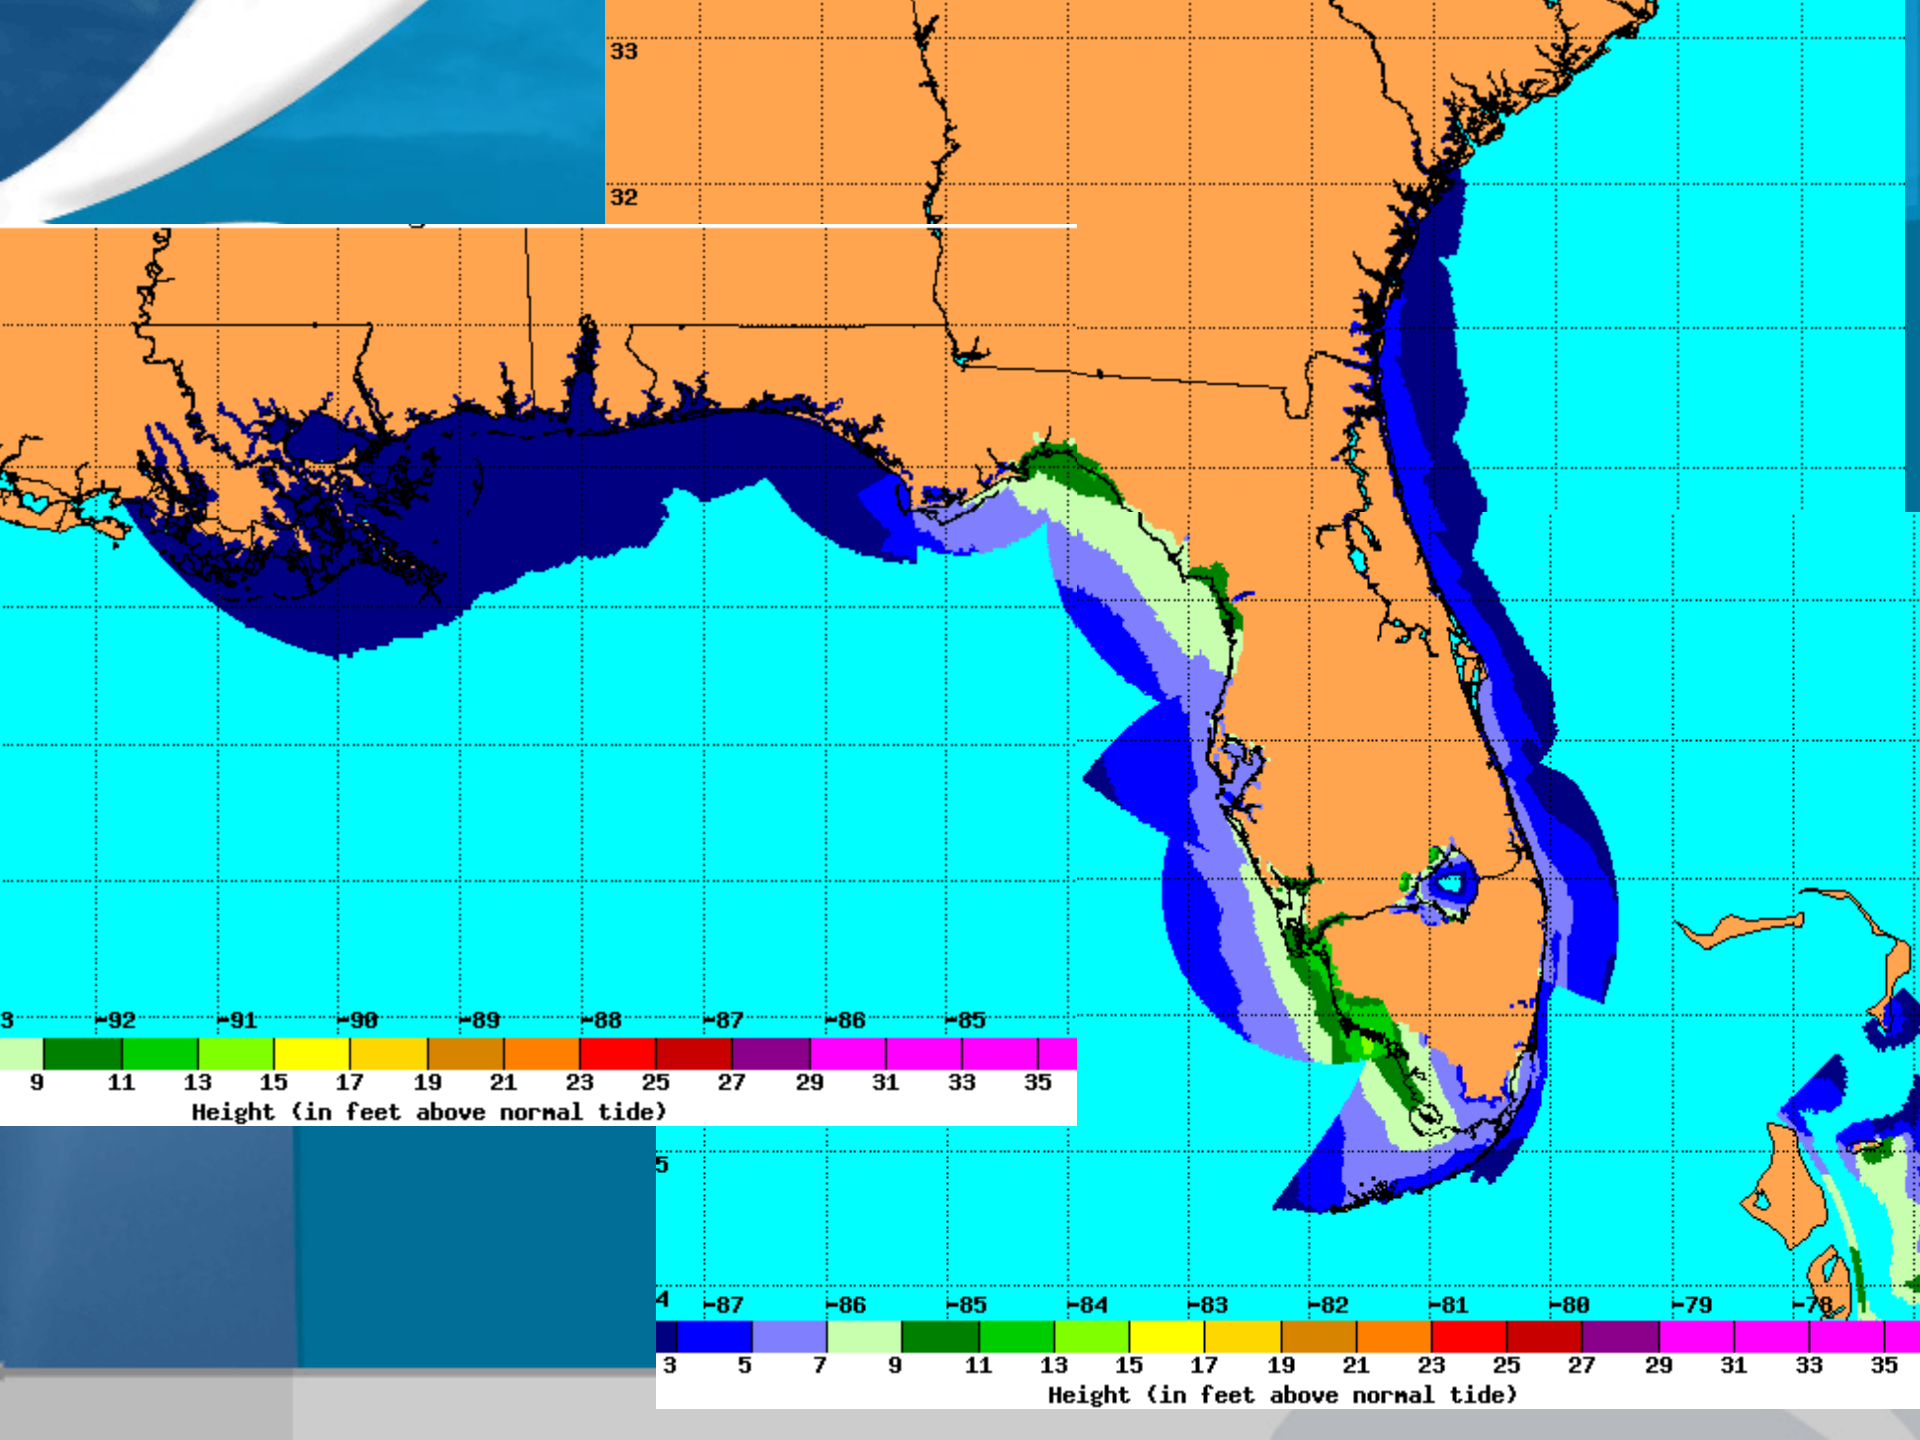 33
32
3 -92 -91 -90 -89 -88 -87 -86 -85
9 11 13 15 17 19 21 23 25 27 29 31 33 35
Height (in feet above normal tide)
5
4 -87 -86 -85 -84 -83 -82 -81 -80 -79 -78
3 5 7 9 11 13 15 17 19 21 23 25 27 29 31 33 35
Height (in feet above normal tide)